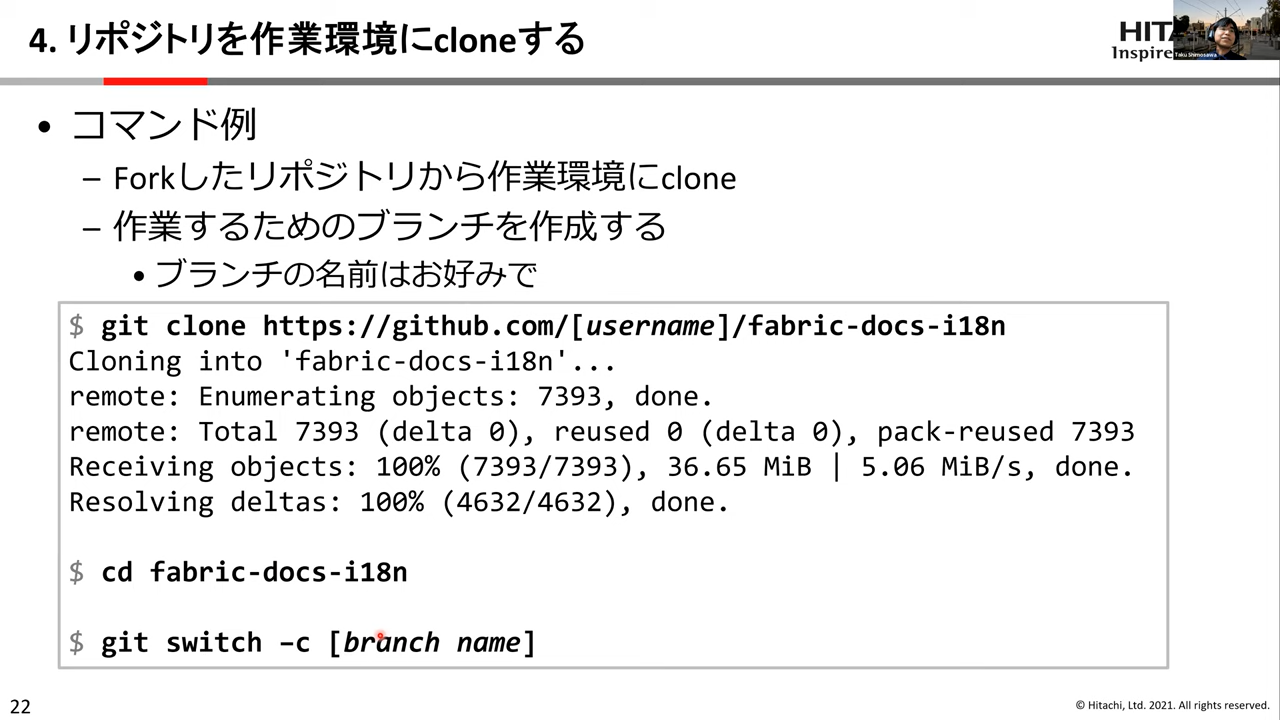 4. リポジトリを作業環境にcloneする
HIT
Inspire
Taku Shimosawa
• コマンド例
– Forkしたリポジトリから作業環境にclone
– 作業するためのブランチを作成する
• ブランチの名前はお好みで
$ git clone https://github.com/[username]/fabric-docs-i18n
Cloning into 'fabric-docs-i18n'...
remote: Enumerating objects: 7393, done.
remote: Total 7393 (delta 0), reused 0 (delta 0), pack-reused 7393
Receiving objects: 100% (7393/7393), 36.65 MiB | 5.06 MiB/s, done.
Resolving deltas: 100% (4632/4632), done.
$ cd fabric-docs-i18n
$ git switch –c [branch name]
22
© Hitachi, Ltd. 2021. All rights reserved.